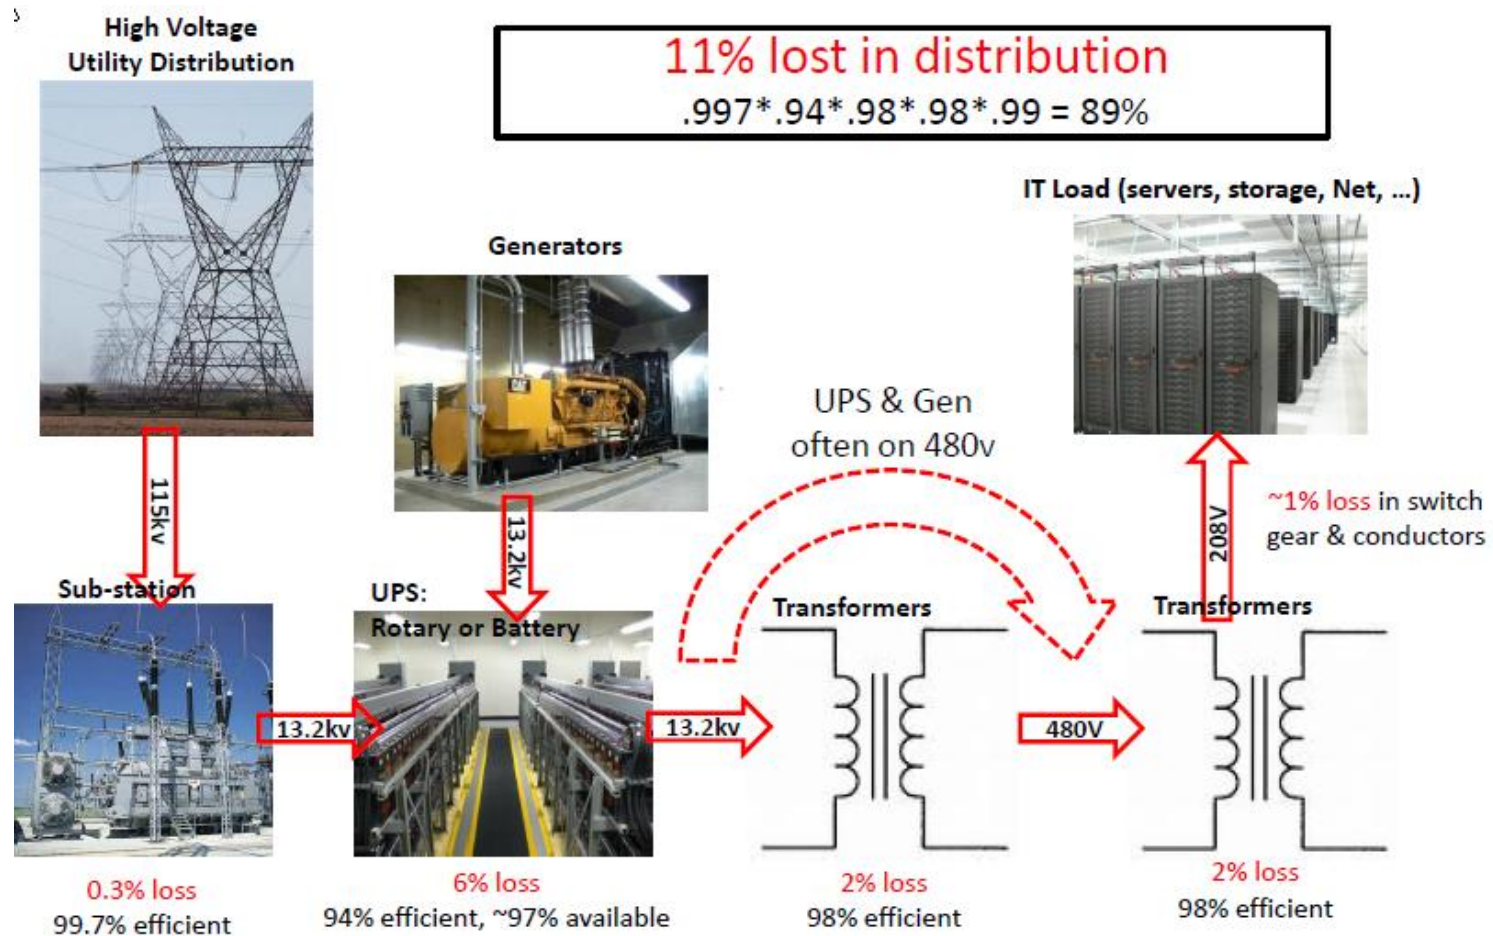 High Voltage
Utility Distribution
11% lost in distribution
.997*.94*.98*.98*.99 = 89%
IT Load (servers, storage, Net, ...)
Generators
CAT
UPS & Gen
often on 480v
115kv
13.2kv
208V
~1% loss in switch
gear & conductors
Sub-station
UPS:
Rotary or Battery
Transformers
Transformers
13.2kv
13.2kv
480V
0.3% loss
99.7% efficient
6% loss
94% efficient, ~97% available
2% loss
98% efficient
2% loss
98% efficient